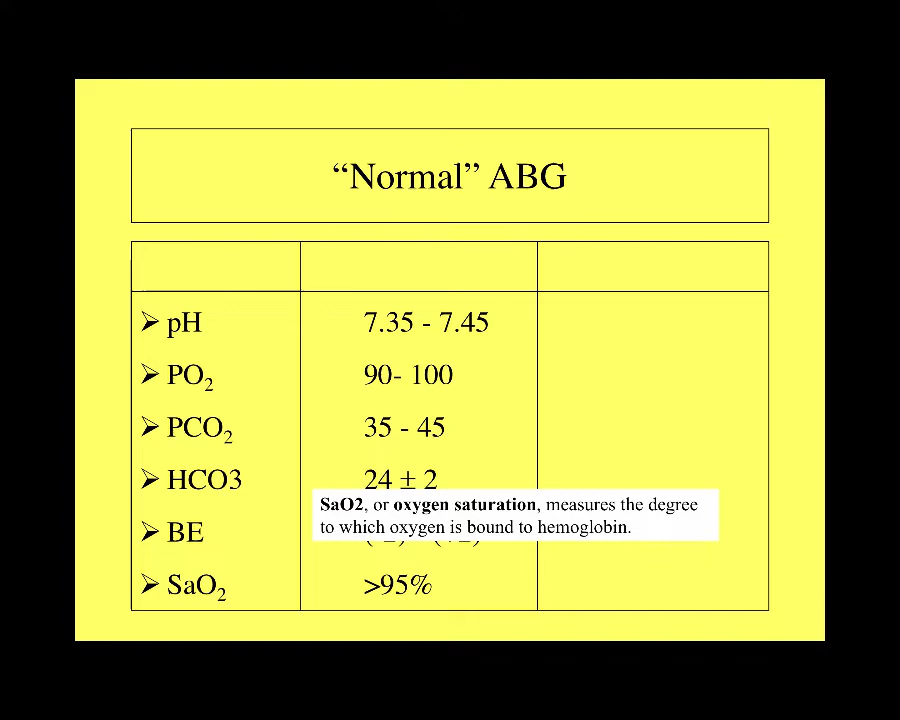 “Normal” ABG
➢ pH 7.35 - 7.45
➢ PO₂ 90- 100
➢ PCO₂ 35 - 45
➢ HCO3 24 ± 2
SaO2, or oxygen saturation, measures the degree
to which oxygen is bound to hemoglobin.
➢ BE
➢ SaO₂ >95%